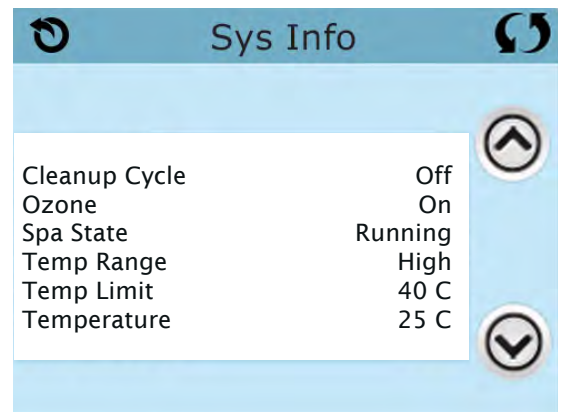 Sys Info
Cleanup Cycle Off
Ozone On
Spa State Running
Temp Range High
Temp Limit 40 C
Temperature 25 C